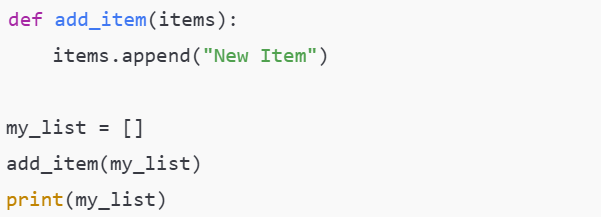 def add_item(items):
    items.append("New Item")
my_list = []
add_item(my_list)
print(my_list)